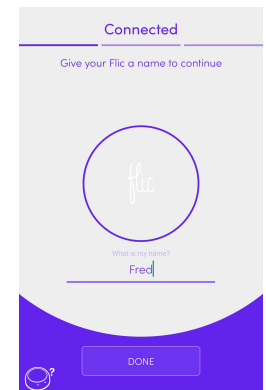 Connected
Give your Flic a name to continue
flic
What is my name?
Fred
DONE
?